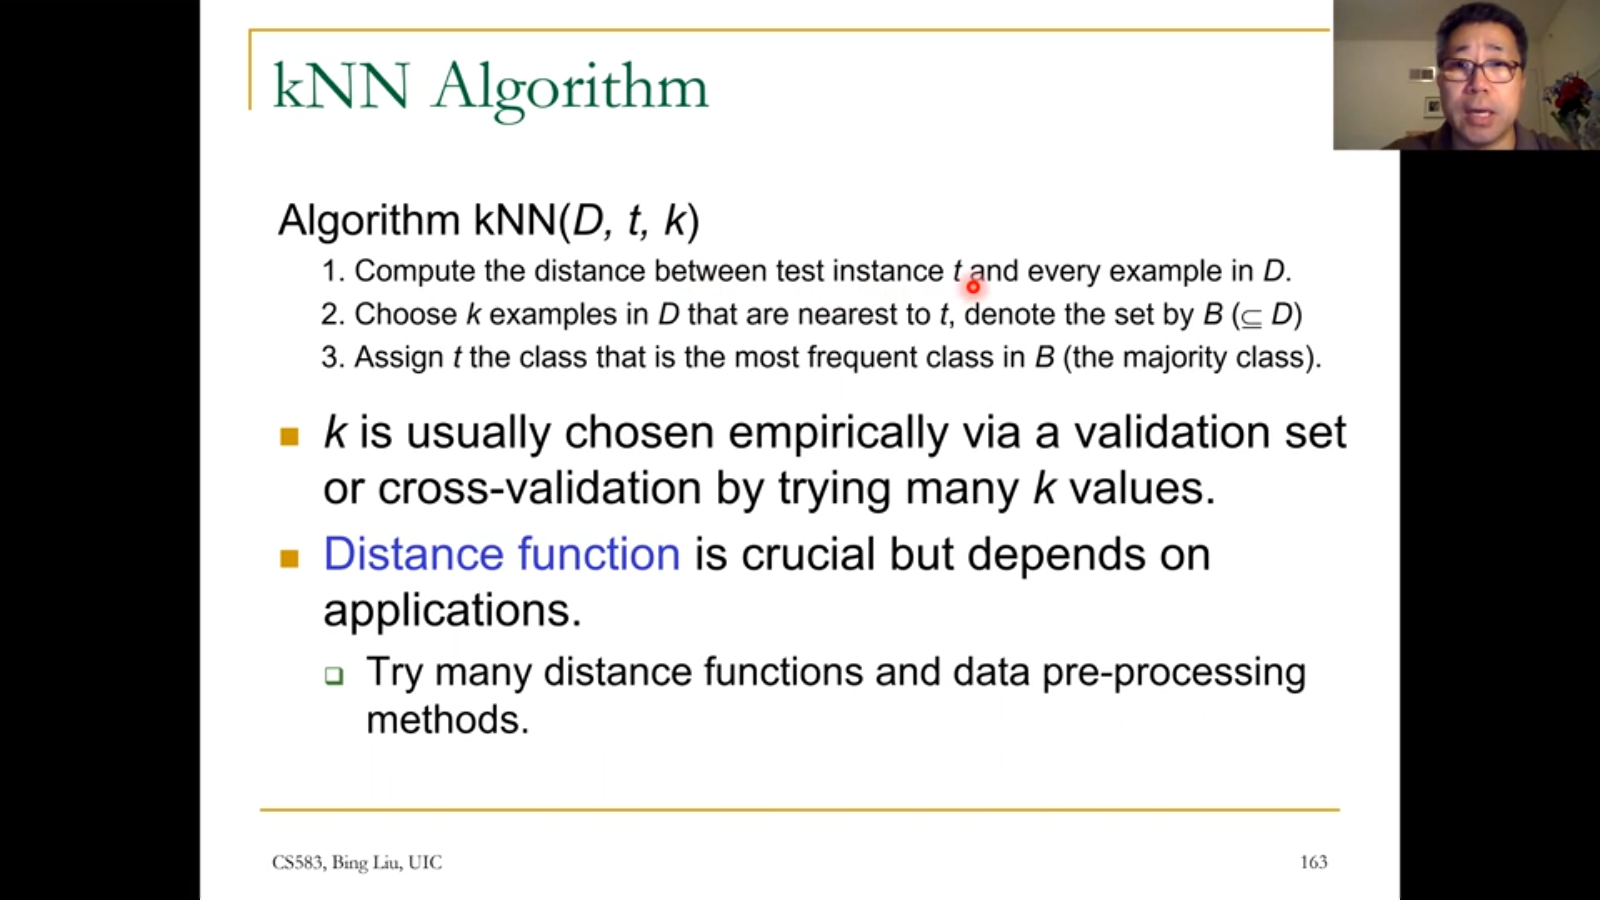 kNN Algorithm
Algorithm kNN(D, t, k)
1. Compute the distance between test instance t and every example in D.
2. Choose k examples in D that are nearest to t, denote the set by B (⊆ D)
3. Assign t the class that is the most frequent class in B (the majority class).
k is usually chosen empirically via a validation set
or cross-validation by trying many k values.
Distance function is crucial but depends on
applications.
Try many distance functions and data pre-processing
methods.
CS583, Bing Liu, UIC
163